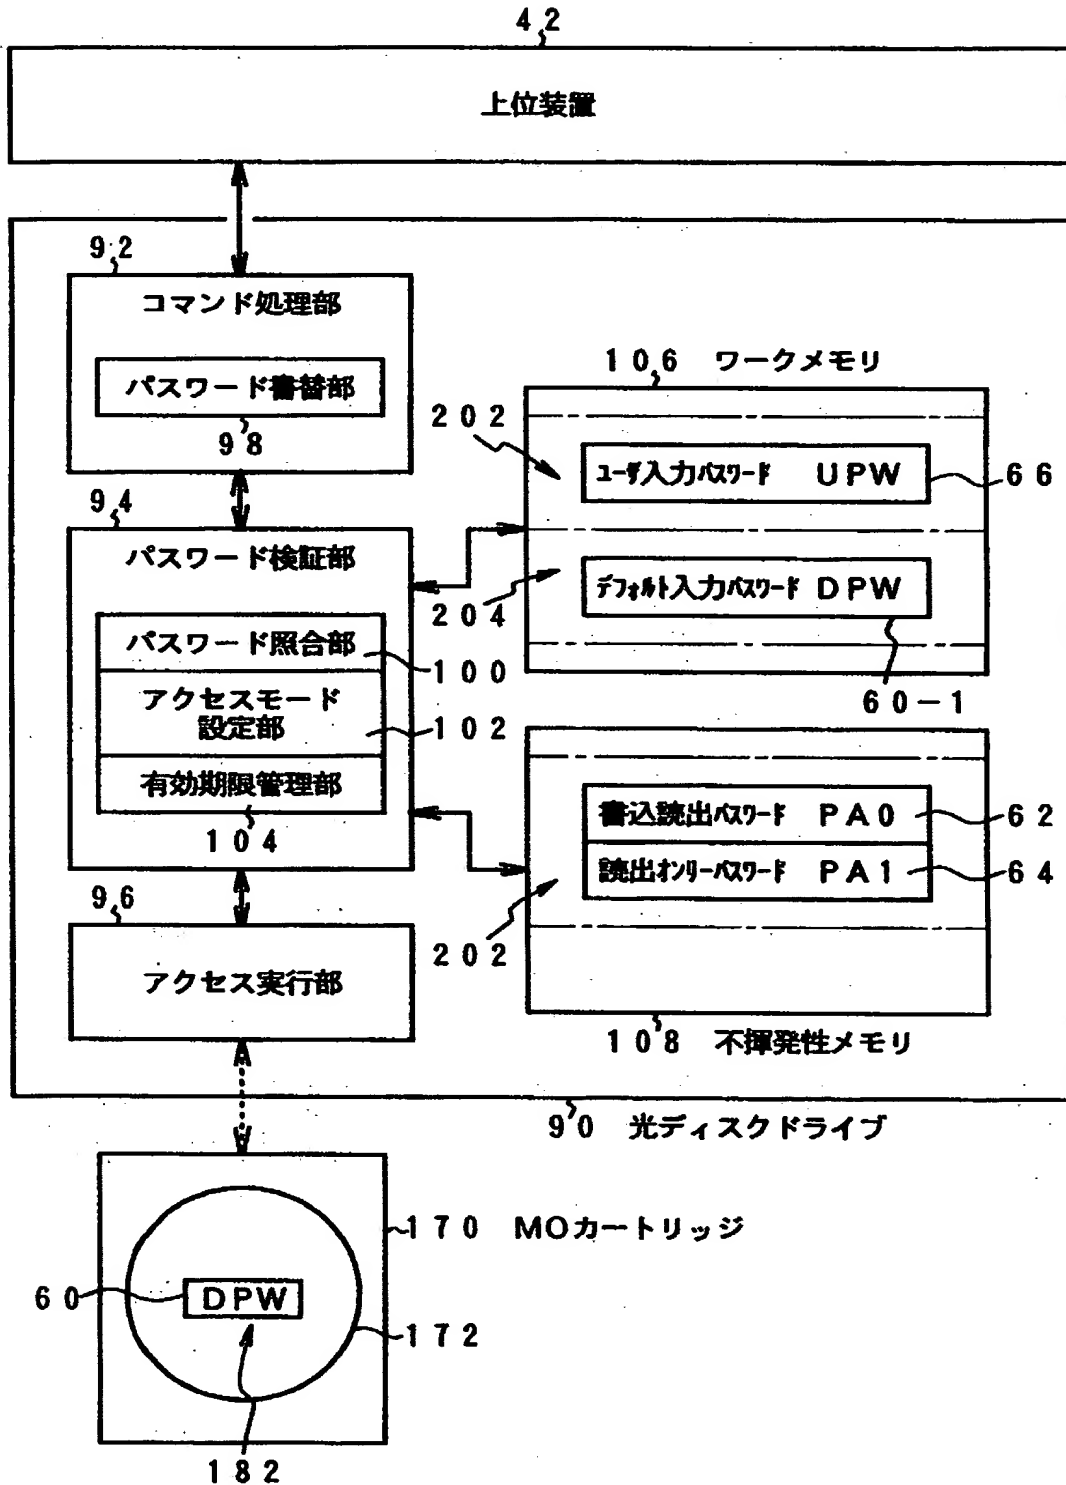 42
上位装置
92
コマンド処理部
パスワード書替部
98
94
パスワード検証部
パスワード照合部
100
アクセスモード
設定部
102
有効期限管理部
104
96
アクセス実行部
106 ワークメモリ
202
ユーザ入力パスワード UPW
66
204
デフォルト入力パスワード DPW
60-1
書込読出パスワード PA0
62
読出オンリーパスワード PA1
64
202
108 不揮発性メモリ
90 光ディスクドライブ
170 MOカートリッジ
60
DPW
172
182